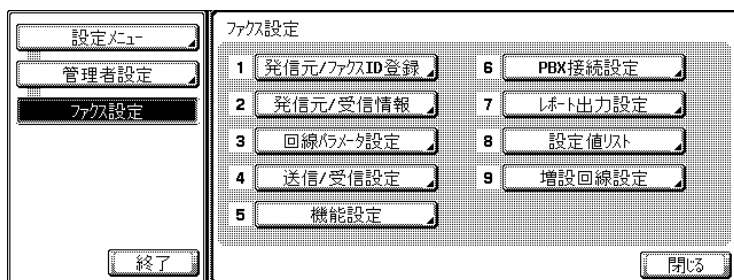 設定メニュー
管理者設定
ファクス設定
終了
ファクス設定
1 発信元/ファクスID登録
2 発信元/受信情報
3 回線パラメータ設定
4 送信/受信設定
5 機能設定
6 PBX接続設定
7 レポート出力設定
8 設定値リスト
9 増設回線設定
閉じる